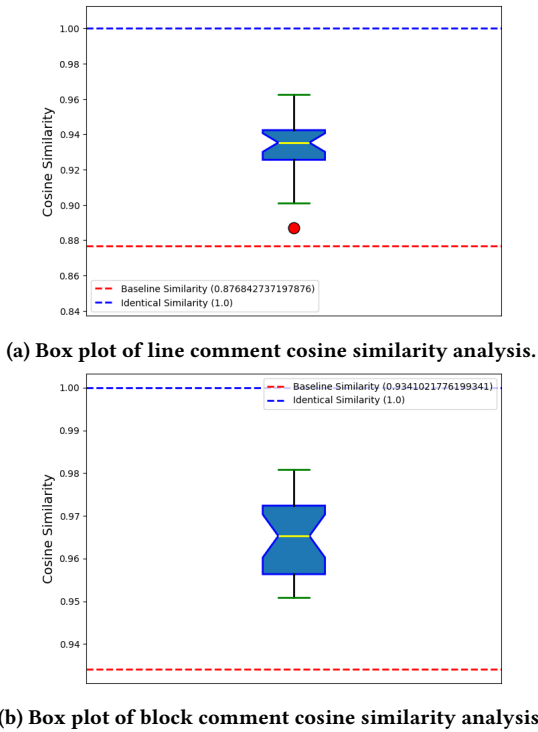 1.00
0.98
0.96
0.94
0.92
0.90
0.88
0.86
0.84
Cosine Similarity
Baseline Similarity (0.876842737197876)
Identical Similarity (1.0)
(a) Box plot of line comment cosine similarity analysis.
1.00
0.99
0.98
0.97
0.96
0.95
0.94
Cosine Similarity
Baseline Similarity (0.9341021776199341)
Identical Similarity (1.0)
(b) Box plot of block comment cosine similarity analysis